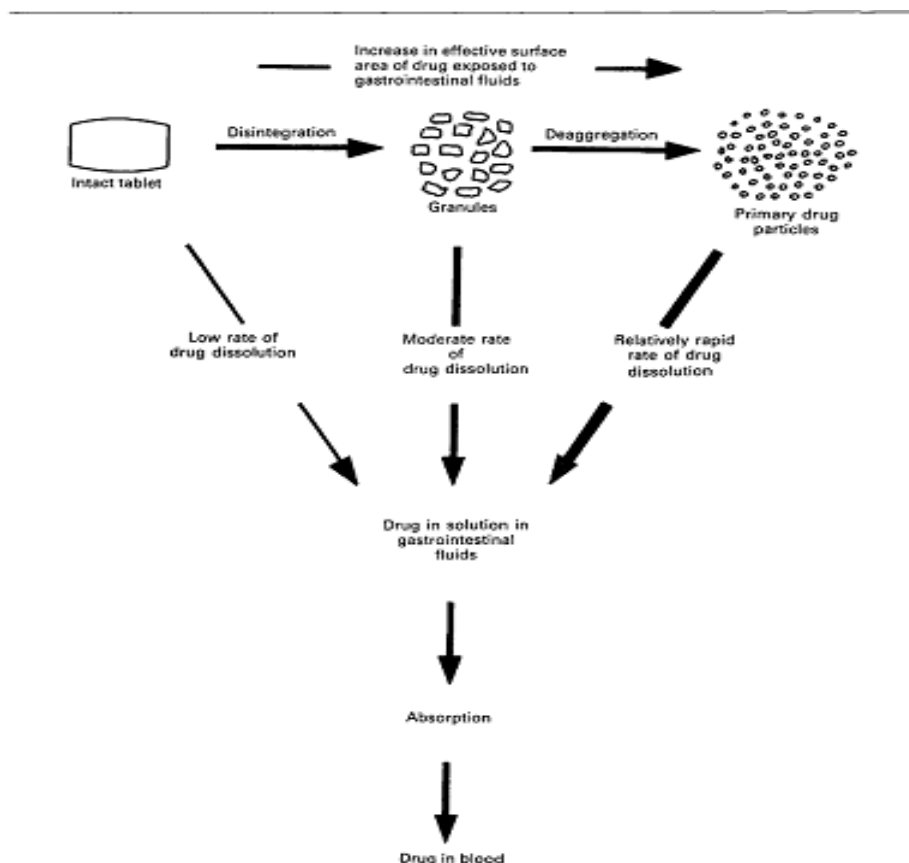 Increase in effective surface
area of drug exposed to
gastrointestinal fluids
Disintegration
Deaggregation
Intact tablet
Granules
Primary drug
particles
Low rate of
drug dissolution
Moderate rate
of
drug dissolution
Relatively rapid
rate of drug
dissolution
Drug in solution in
gastrointestinal
fluids
Absorption
Drug in blood